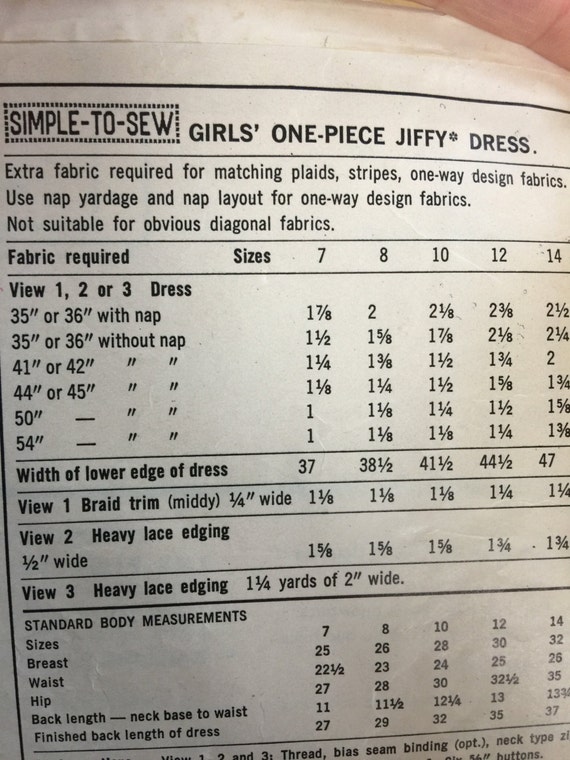 SIMPLE-TO-SEW GIRLS' ONE-PIECE JIFFY* DRESS.
Extra fabric required for matching plaids, stripes, one-way design fabrics.
Use nap yardage and nap layout for one-way design fabrics.
Not suitable for obvious diagonal fabrics.
Fabric required Sizes 7 8 10 12 14
View 1, 2 or 3 Dress
35″ or 36″ with nap 1⅞ 2 2⅛ 2⅜ 2½
35″ or 36″ without nap 1½ 1⅝ 1⅞ 2⅛ 2¼
41″ or 42″ ″ ″ 1¼ 1⅜ 1½ 1¾ 2
44″ or 45″ ″ ″ 1⅛ 1¼ 1½ 1⅝ 1¾
50″ — ″ ″ 1 1⅛ 1¼ 1½ 1⅝
54″ — ″ ″ 1 1⅛ 1⅛ 1¼ 1⅜
Width of lower edge of dress 37 38½ 41½ 44½ 47
View 1 Braid trim (middy) ¼″ wide 1⅛ 1⅛ 1⅛ 1¼ 1¼
View 2 Heavy lace edging
½″ wide 1⅝ 1⅝ 1⅝ 1¾ 1¾
View 3 Heavy lace edging 1¼ yards of 2″ wide.
STANDARD BODY MEASUREMENTS
Sizes 7 8 10 12 14
Breast 25 26 28 30 32
Waist 22½ 23 24 25 26
Hip 27 28 30 32½ 35
Back length — neck base to waist 11 11½ 12¼ 13 13¾
Finished back length of dress 27 29 32 35 37
View 1, 2 and 3: Thread, bias seam binding (opt.), neck type zi
⅝″ buttons.